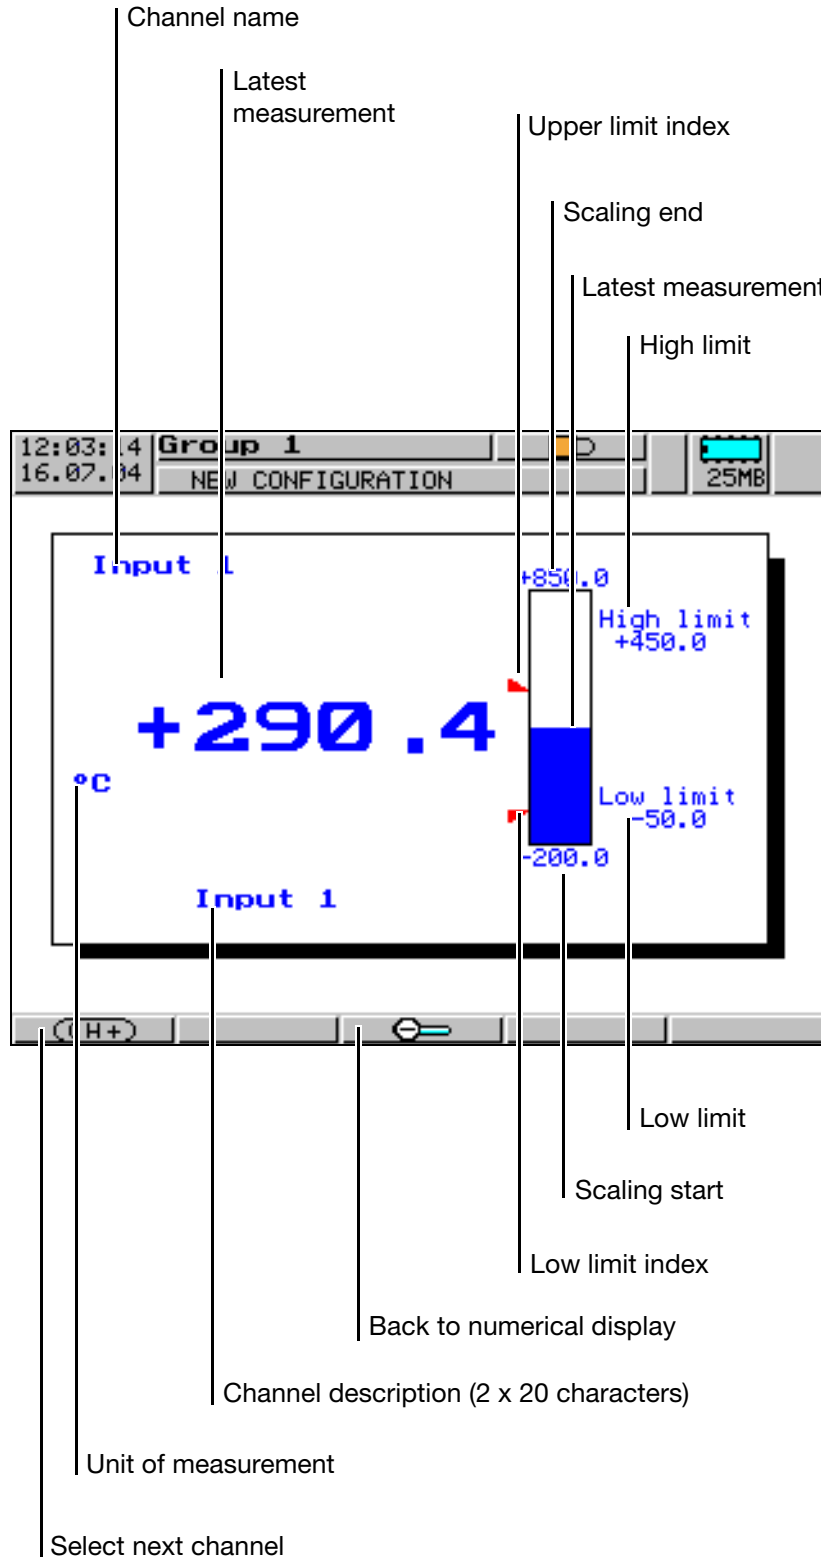 Channel name
Latest
measurement
Upper limit index
Scaling end
Latest measurement
High limit
12:03:14
16.07.04
Group 1
NEW CONFIGURATION
25MB
Input 1
+850.0
High limit
+450.0
+290.4
°C
Low limit
-50.0
-200.0
Input 1
(CH+)
Low limit
Scaling start
Low limit index
Back to numerical display
Channel description (2 x 20 characters)
Unit of measurement
Select next channel